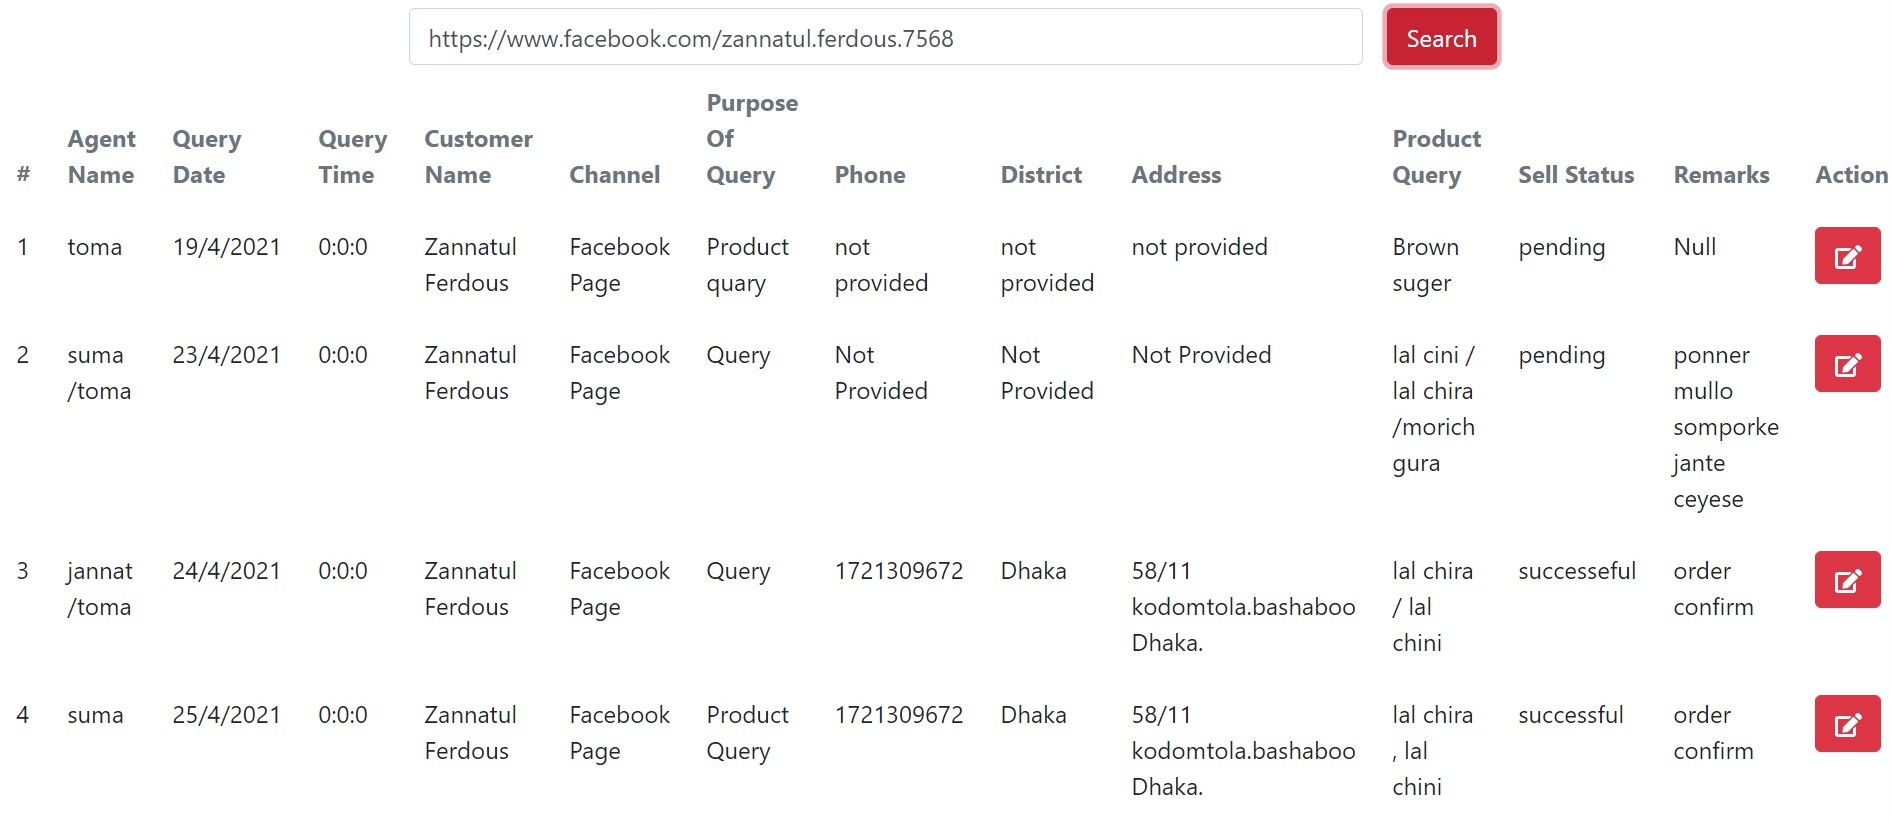 https://www.facebook.com/zannatul.ferdous.7568 Search
# Agent Name Query Date Query Time Customer Name Channel Purpose Of Query Phone District Address Product Query Sell Status Remarks Action
1 toma 19/4/2021 0:0:0 Zannatul Ferdous Facebook Page Product quary not provided not provided not provided Brown suger pending Null
2 suma /toma 23/4/2021 0:0:0 Zannatul Ferdous Facebook Page Query Not Provided Not Provided Not Provided lal cini / lal chira /morich gura pending ponner mullo somporke jante ceyese
3 jannat /toma 24/4/2021 0:0:0 Zannatul Ferdous Facebook Page Query 1721309672 Dhaka 58/11 kodomtola.bashaboo Dhaka. lal chira / lal chini successeful order confirm
4 suma 25/4/2021 0:0:0 Zannatul Ferdous Facebook Page Product Query 1721309672 Dhaka 58/11 kodomtola.bashaboo Dhaka. lal chira , lal chini successful order confirm